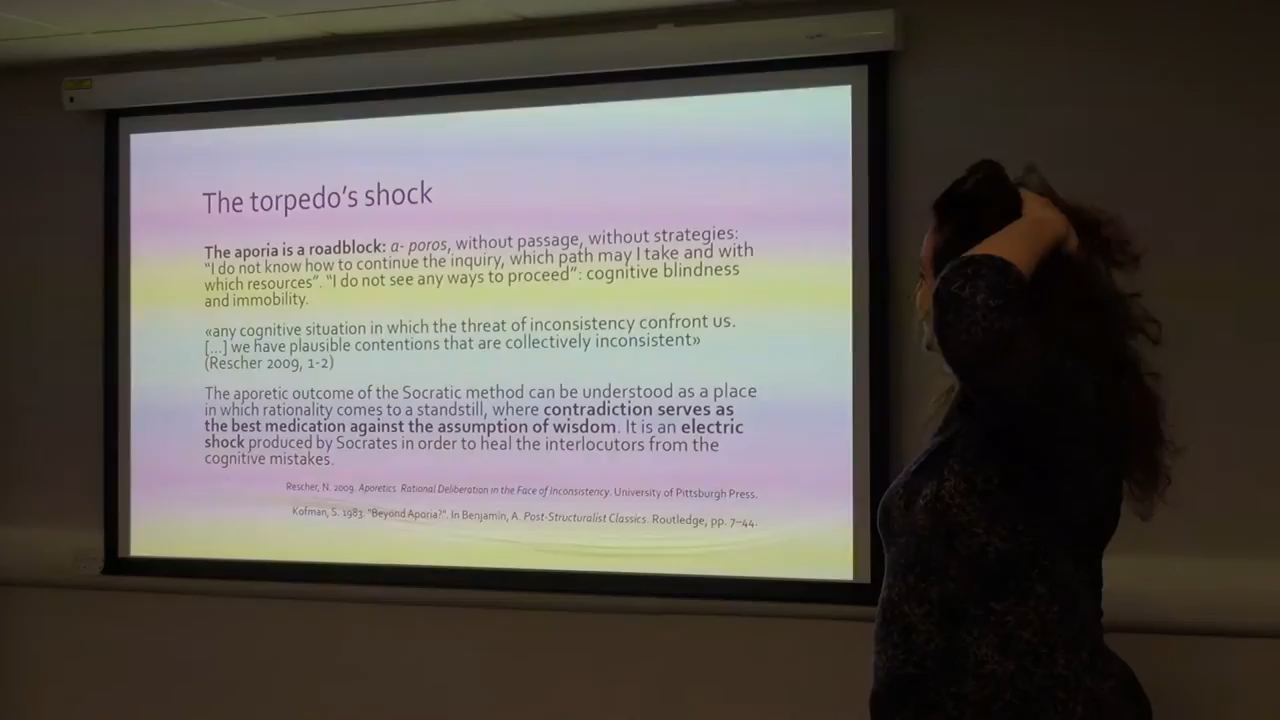 The torpedo's shock
The aporia is a roadblock: a- poros, without passage, without strategies:
“I do not know how to continue the inquiry, which path may I take and with
which resources”. “I do not see any ways to proceed”: cognitive blindness
and immobility.
«any cognitive situation in which the threat of inconsistency confront us.
[...] we have plausible contentions that are collectively inconsistent»
(Rescher 2009, 1-2)
The aporetic outcome of the Socratic method can be understood as a place
in which rationality comes to a standstill, where contradiction serves as
the best medication against the assumption of wisdom. It is an electric
shock produced by Socrates in order to heal the interlocutors from the
cognitive mistakes.
Rescher, N. 2009. Aporetics. Rational Deliberation in the Face of Inconsistency. University of Pittsburgh Press.
Kofman, S. 1983. “Beyond Aporia?”. In Benjamin, A. Post-Structuralist Classics. Routledge, pp. 7–44.